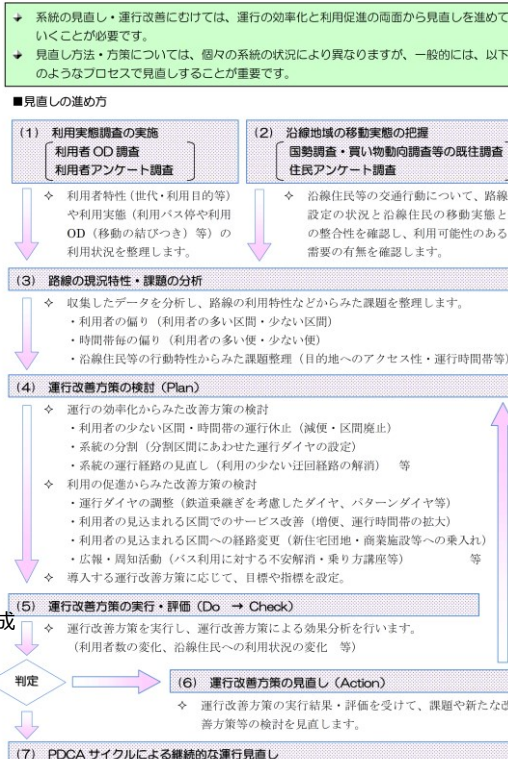 系統の見直し・運行改善にむけては、運行の効率化と利用促進の両面から見直しを進めて
いくことが必要です。
見直し方法・方策については、個々の系統の状況により異なりますが、一般的には、以下
のようなプロセスで見直しすることが重要です。
■見直しの進め方
(1) 利用実態調査の実施
利用者 OD 調査
利用者アンケート調査
(2) 沿線地域の移動実態の把握
国勢調査・買い物動向調査等の既往調査
住民アンケート調査
✧ 利用者特性(世代・利用目的等)
や利用実態(利用バス停や利用
OD(移動の結びつき)等)の
利用状況を整理します。
✧ 沿線住民等の交通行動について、路線
設定の状況と沿線住民の移動実態と
の整合性を確認し、利用可能性のある
需要の有無を確認します。
(3) 路線の現況特性・課題の分析
✧ 収集したデータを分析し、路線の利用特性などからみた課題を整理します。
・利用者の偏り(利用者の多い区間・少ない区間)
・時間帯毎の偏り(利用者の多い便・少ない便)
・沿線住民等の行動特性からみた課題整理(目的地へのアクセス性・運行時間帯等)
(4) 運行改善方策の検討(Plan)
✧ 運行の効率化からみた改善方策の検討
・利用者の少ない区間・時間帯の運行休止(減便・区間廃止)
・系統の分割(分割区間にあわせた運行ダイヤの設定)
・系統の運行経路の見直し(利用の少ない迂回経路の解消) 等
✧ 利用の促進からみた改善方策の検討
・運行ダイヤの調整(鉄道乗継ぎを考慮したダイヤ、パターンダイヤ等)
・利用者の見込まれる区間でのサービス改善(増便、運行時間帯の拡大)
・利用者の見込まれる区間への経路変更(新住宅団地・商業施設等への乗入れ)
・広報・周知活動(バス利用に対する不安解消・乗り方講座等) 等
✧ 導入する運行改善方策に応じて、目標や指標を設定。
(5) 運行改善方策の実行・評価(Do → Check)
成
✧ 運行改善方策を実行し、運行改善方策による効果分析を行います。
(利用者数の変化、沿線住民への利用状況の変化 等)
判定
(6) 運行改善方策の見直し(Action)
✧ 運行改善方策の実行結果・評価を受けて、課題や新たな改
善方策等の検討を見直します。
(7) PDCA サイクルによる継続的な運行見直し